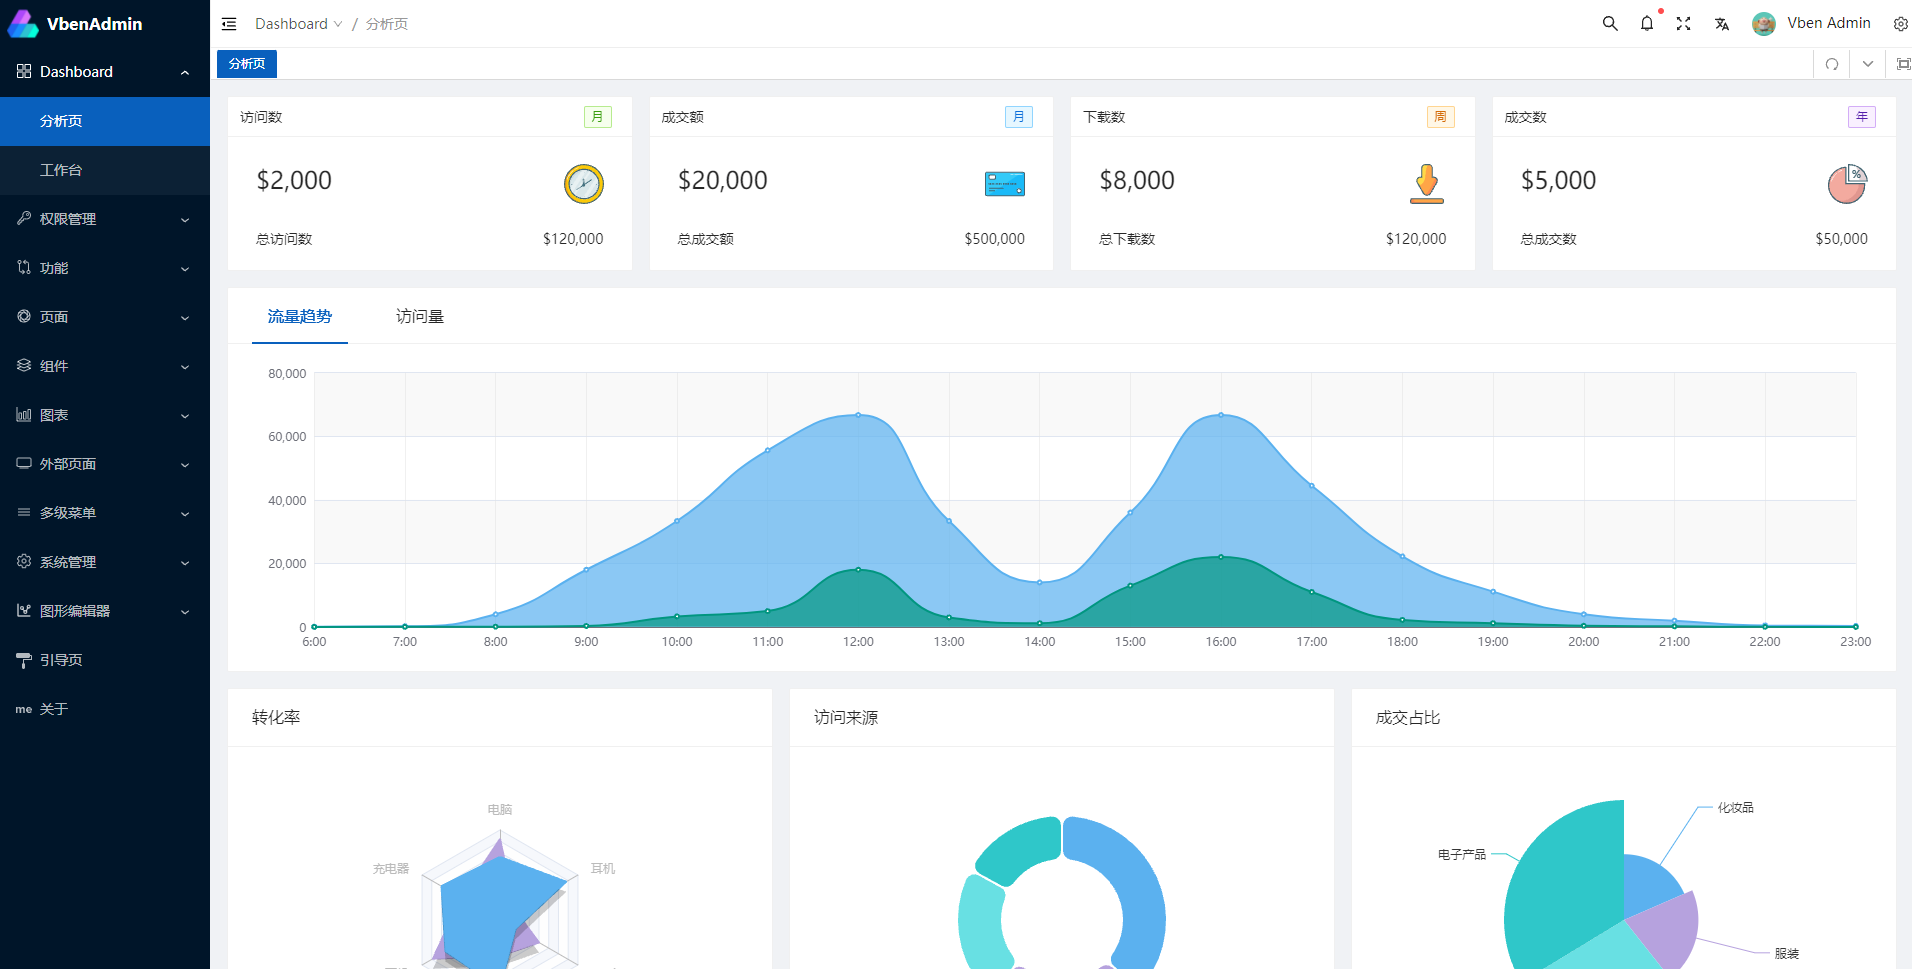 VbenAdmin
Dashboard / 分析页
Vben Admin
分析页
Dashboard
分析页
工作台
权限管理
功能
页面
组件
图表
外部页面
多级菜单
系统管理
图形编辑器
引导页
me 关于
访问数 月
$2,000
总访问数 $120,000
成交额 月
$20,000
总成交额 $500,000
下载数 周
$8,000
总下载数 $120,000
成交数 年
$5,000
%
总成交数 $50,000
流量趋势 访问量
80,000
60,000
40,000
20,000
0
6:00 7:00 8:00 9:00 10:00 11:00 12:00 13:00 14:00 15:00 16:00 17:00 18:00 19:00 20:00 21:00 22:00 23:00
转化率
电脑
充电器
耳机
访问来源
成交占比
化妆品
电子产品
服装